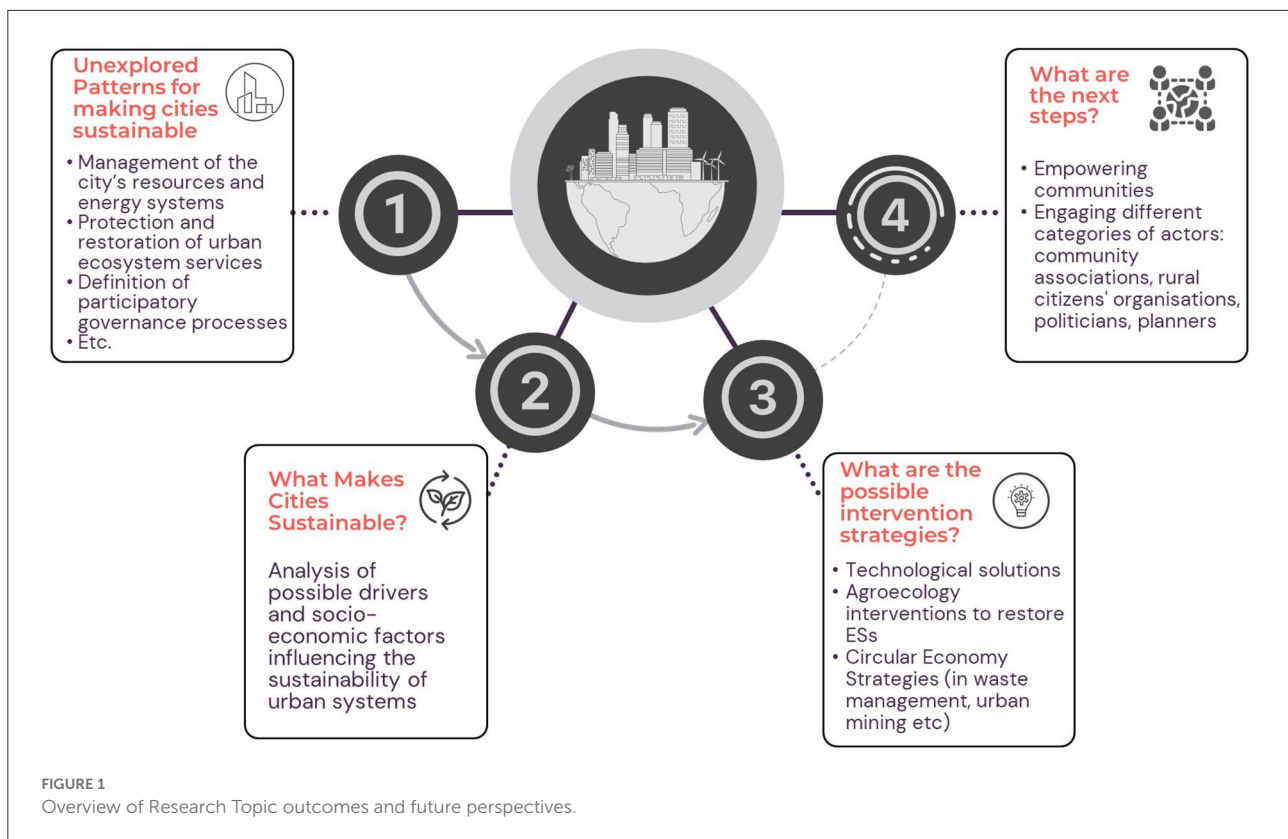 Unexplored
Patterns for
making cities
sustainable
• Management of the
city's resources and
energy systems
• Protection and
restoration of urban
ecosystem services
• Definition of
participatory
governance processes
• Etc.
1
2
What Makes
Cities
Sustainable?
Analysis of
possible drivers
and socio-
economic factors
influencing the
sustainability of
urban systems
3
What are the
possible
intervention
strategies?
• Technological solutions
• Agroecology
interventions to restore
ESs
• Circular Economy
Strategies (in waste
management, urban
mining etc)
4
What are
the next
steps?
• Empowering
communities
• Engaging different
categories of actors:
community
associations, rural
citizens' organisations,
politicians, planners
FIGURE 1
Overview of Research Topic outcomes and future perspectives.